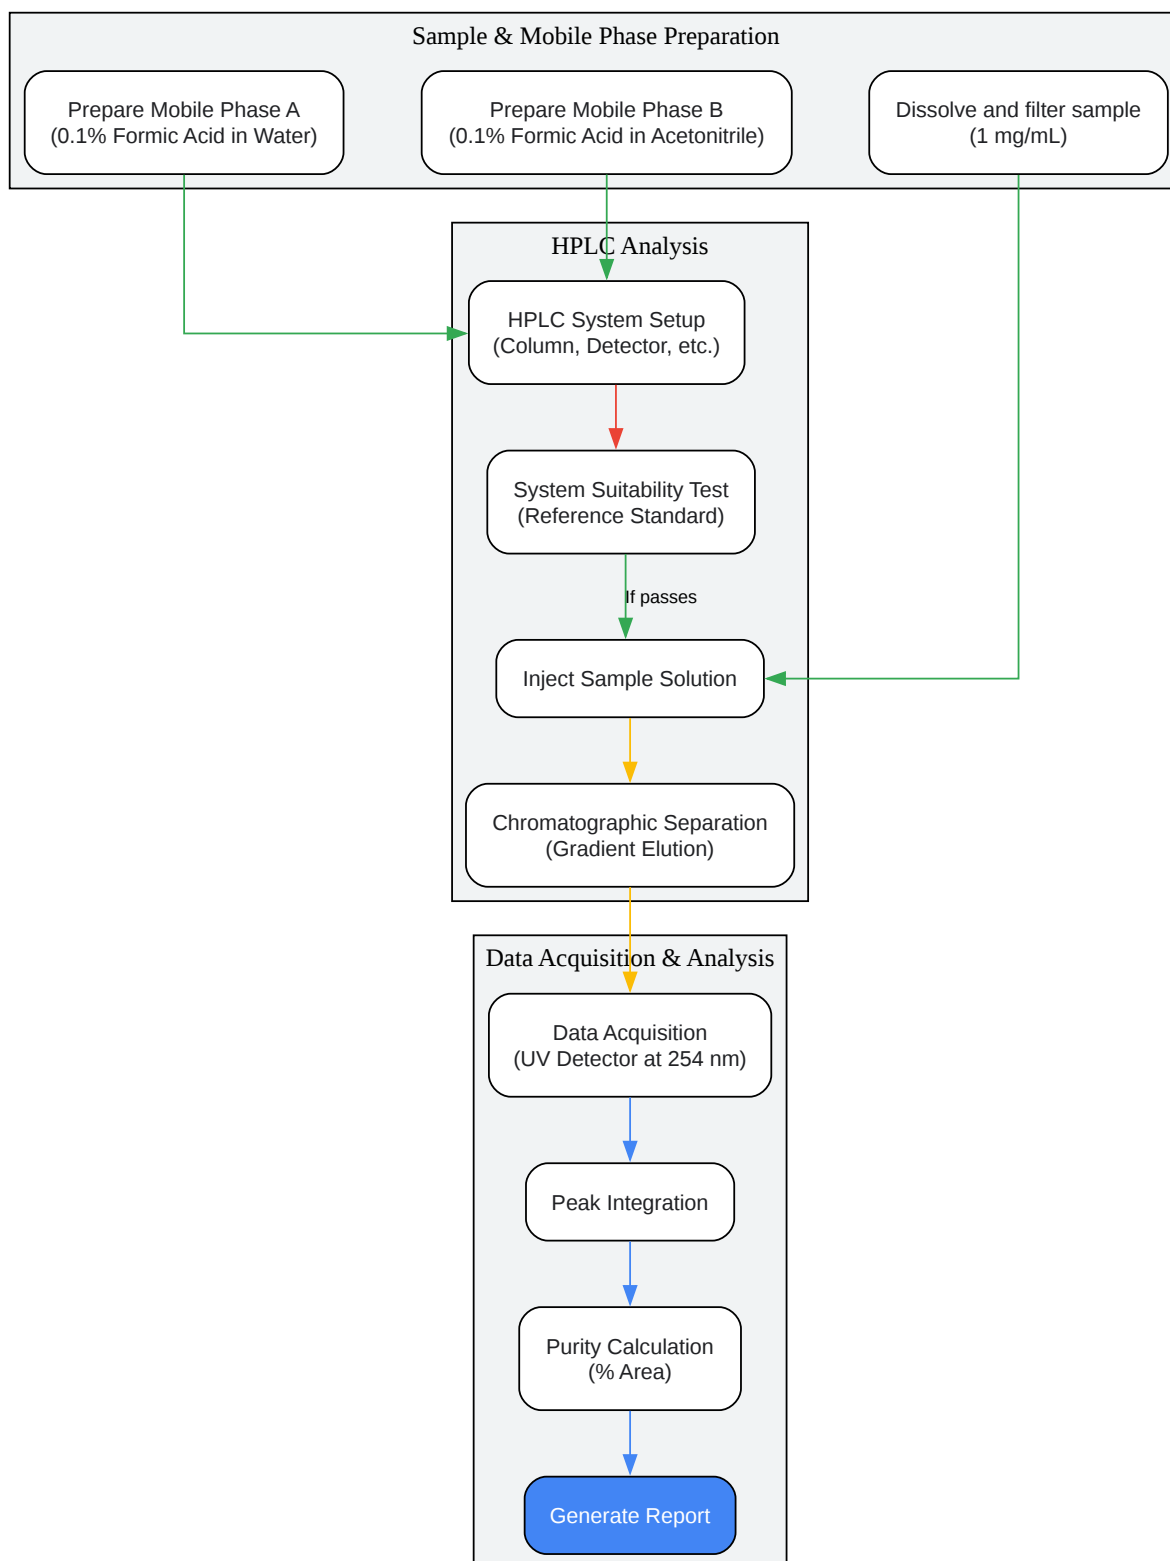 Sample & Mobile Phase Preparation
Prepare Mobile Phase A
(0.1% Formic Acid in Water)
Prepare Mobile Phase B
(0.1% Formic Acid in Acetonitrile)
Dissolve and filter sample
(1 mg/mL)
HPLC Analysis
HPLC System Setup
(Column, Detector, etc.)
System Suitability Test
(Reference Standard)
If passes
Inject Sample Solution
Chromatographic Separation
(Gradient Elution)
Data Acquisition & Analysis
Data Acquisition
(UV Detector at 254 nm)
Peak Integration
Purity Calculation
(% Area)
Generate Report